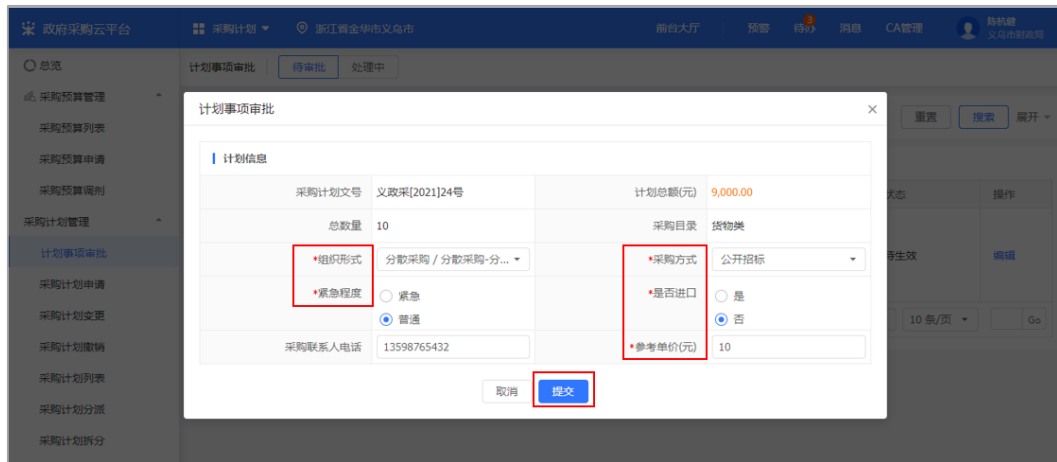 政府采购云平台 采购计划 浙江省金华市义乌市 前台大厅 预警 待办 3 消息 CA管理 陈杭健
义乌市财政局
总览 计划事项审批 待审批 处理中
采购预算管理
采购预算列表
采购预算申请
采购预算调剂
采购计划管理
计划事项审批
采购计划申请
采购计划变更
采购计划撤销
采购计划列表
采购计划分派
采购计划拆分
重置 搜索 展开
状态 操作
待生效 编辑
10 条/页 Go
计划事项审批 ×
计划信息
采购计划文号 义政采[2021]24号 计划总额(元) 9,000.00
总数量 10 采购目录 货物类
*组织形式 分散采购 / 分散采购-分... *采购方式 公开招标
*紧急程度 紧急 *是否进口 是
普通 否
采购联系人电话 13598765432 *参考单价(元) 10
取消 提交